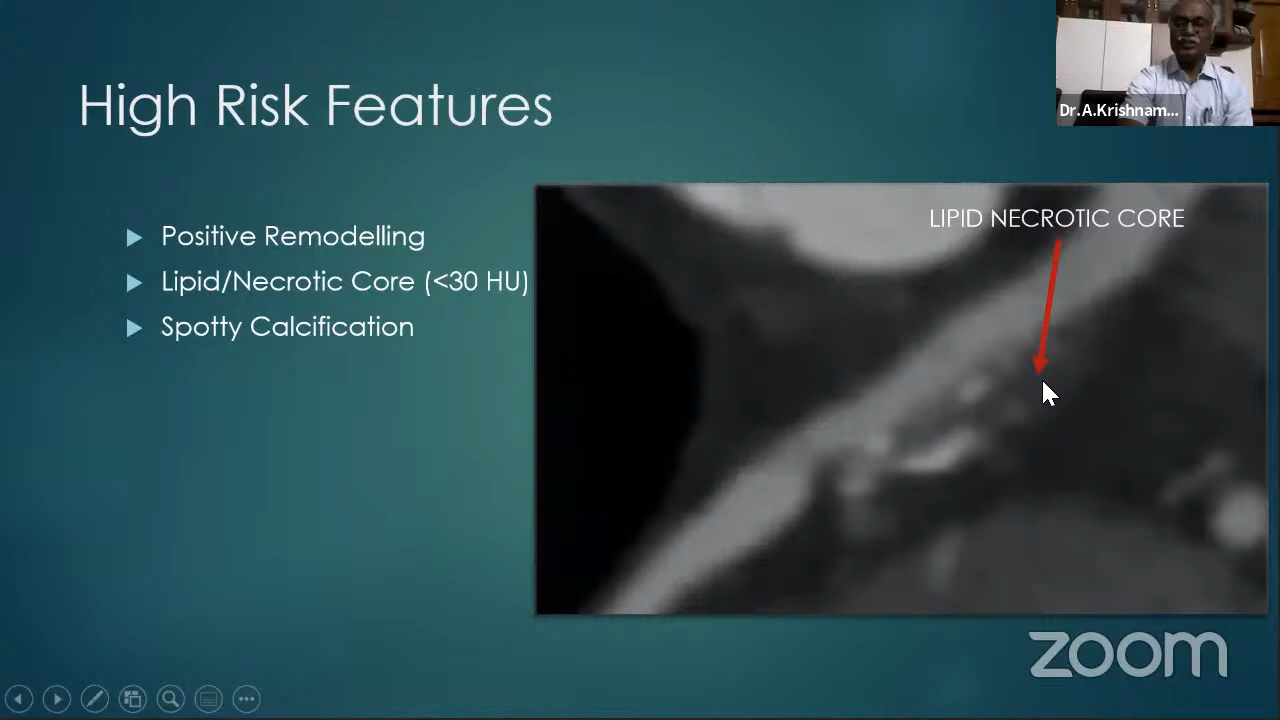 High Risk Features
Dr.A.Krishnam...
LIPID NECROTIC CORE
Positive Remodelling
Lipid/Necrotic Core (<30 HU)
Spotty Calcification
zoom